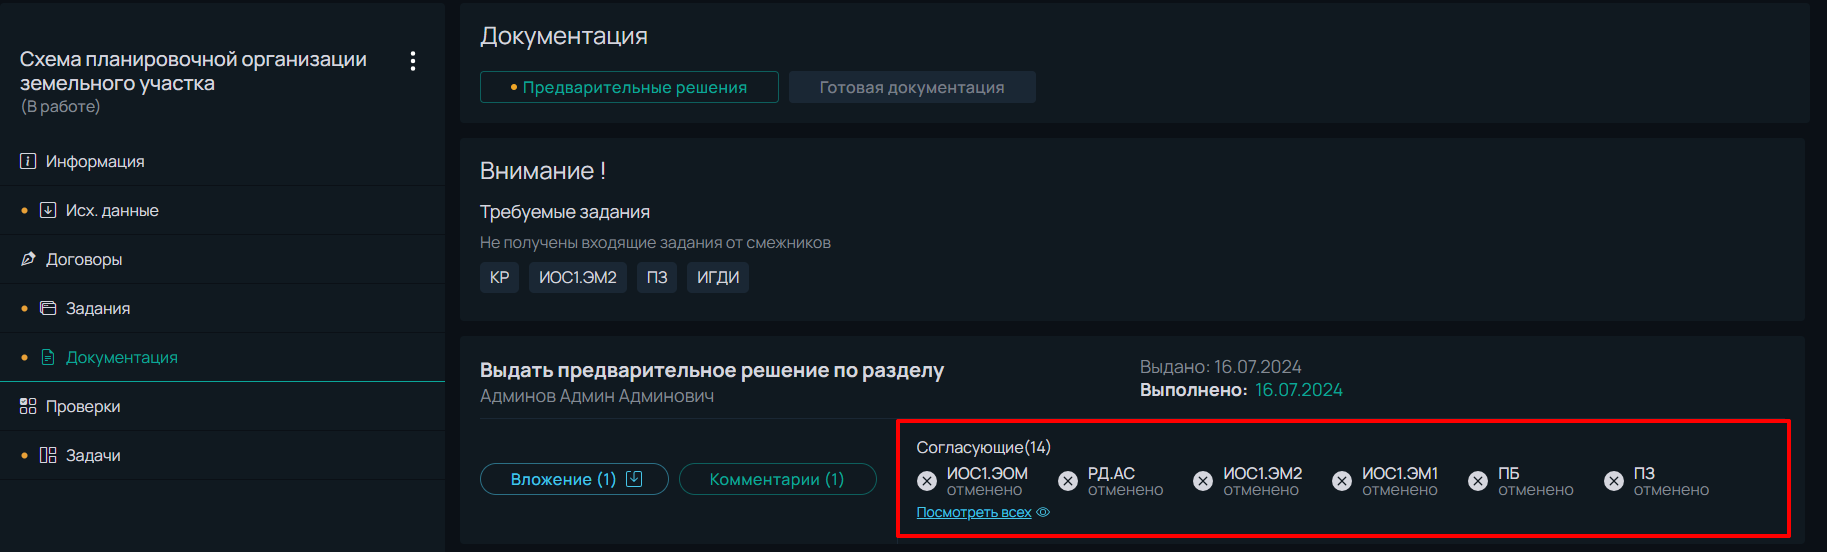 Схема планировочной организации
земельного участка
(В работе)
Информация
Исх. данные
Договоры
Задания
Документация
Проверки
Задачи
Документация
Предварительные решения
Готовая документация
Внимание !
Требуемые задания
Не получены входящие задания от смежников
КР ИОС1.ЭМ2 ПЗ ИГДИ
Выдать предварительное решение по разделу
Админов Админ Админович
Выдано: 16.07.2024
Выполнено: 16.07.2024
Вложение (1)
Комментарии (1)
Согласующие(14)
ИОС1.ЭОМ РД.АС ИОС1.ЭМ2 ИОС1.ЭМ1 ПБ ПЗ
отменено отменено отменено отменено отменено отменено
Посмотреть всех